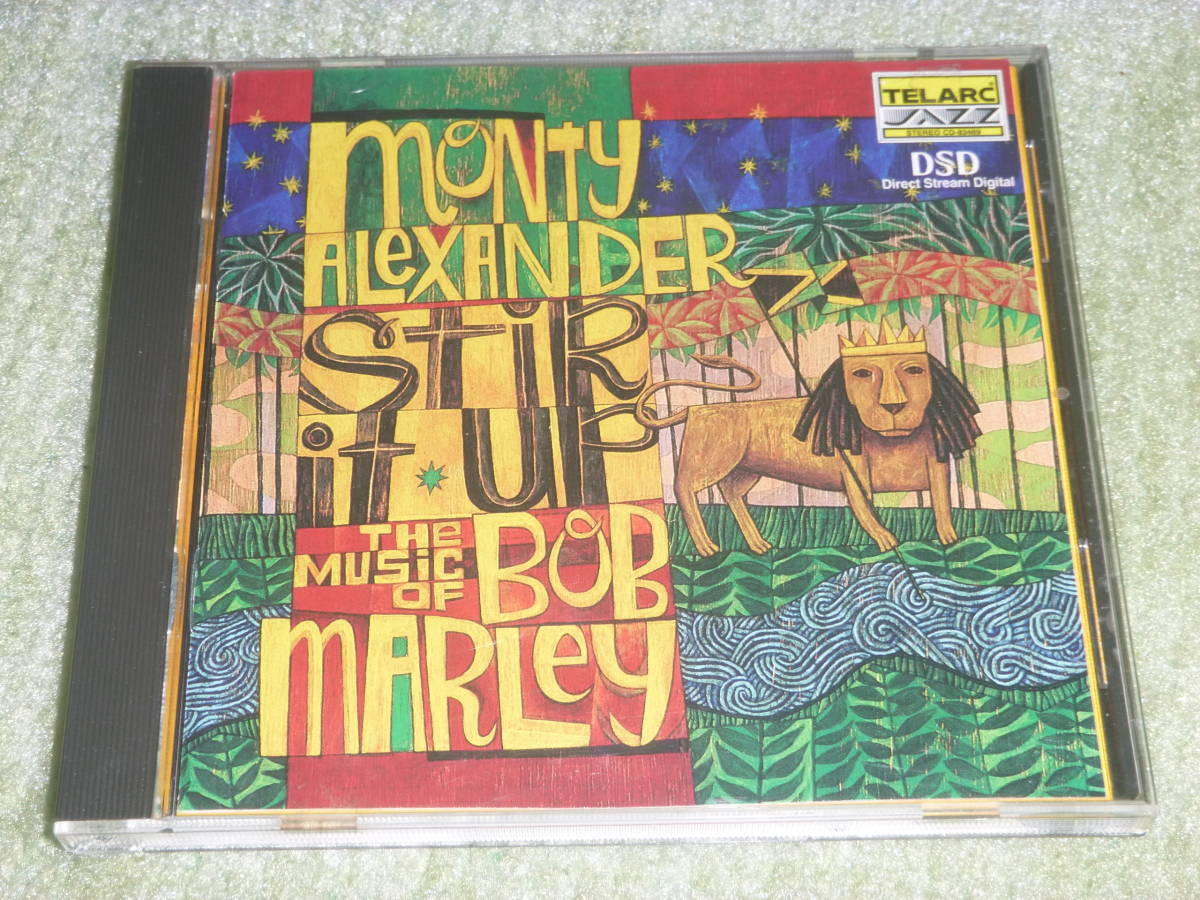 MONTY
ALEXANDER
STIR
IT UP
THE
MUSIC
OF
BOB
MARLEY
TELARC
JAZZ
STEREO CD-83469
DSD
Direct Stream Digital